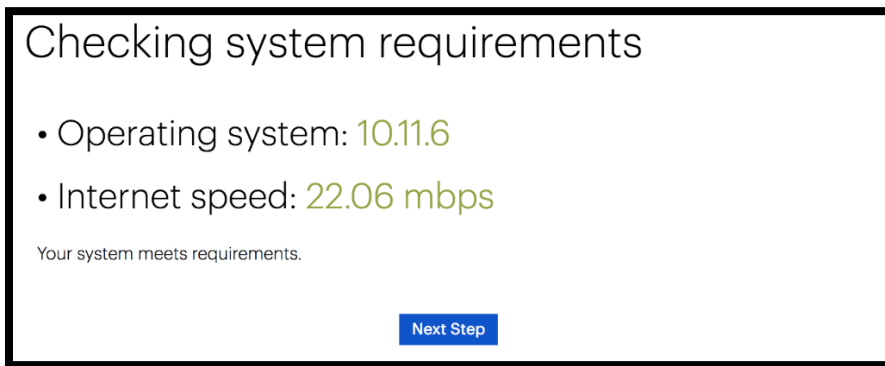 Checking system requirements
• Operating system: 10.11.6
• Internet speed: 22.06 mbps
Your system meets requirements.
Next Step